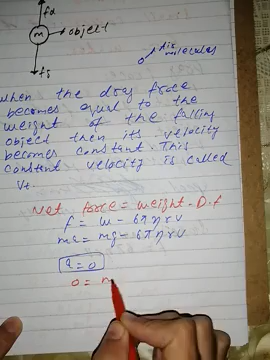 fd
m → object
air molecules
fg
when the drag force
becomes equal to the
weight of the falling
object then its velocity
becomes constant. This
constant velocity is called
Vt.
Net force = weight - D.f
f = w - 6πηrv
ma = mg - 6πηrv
a = 0
0 = m